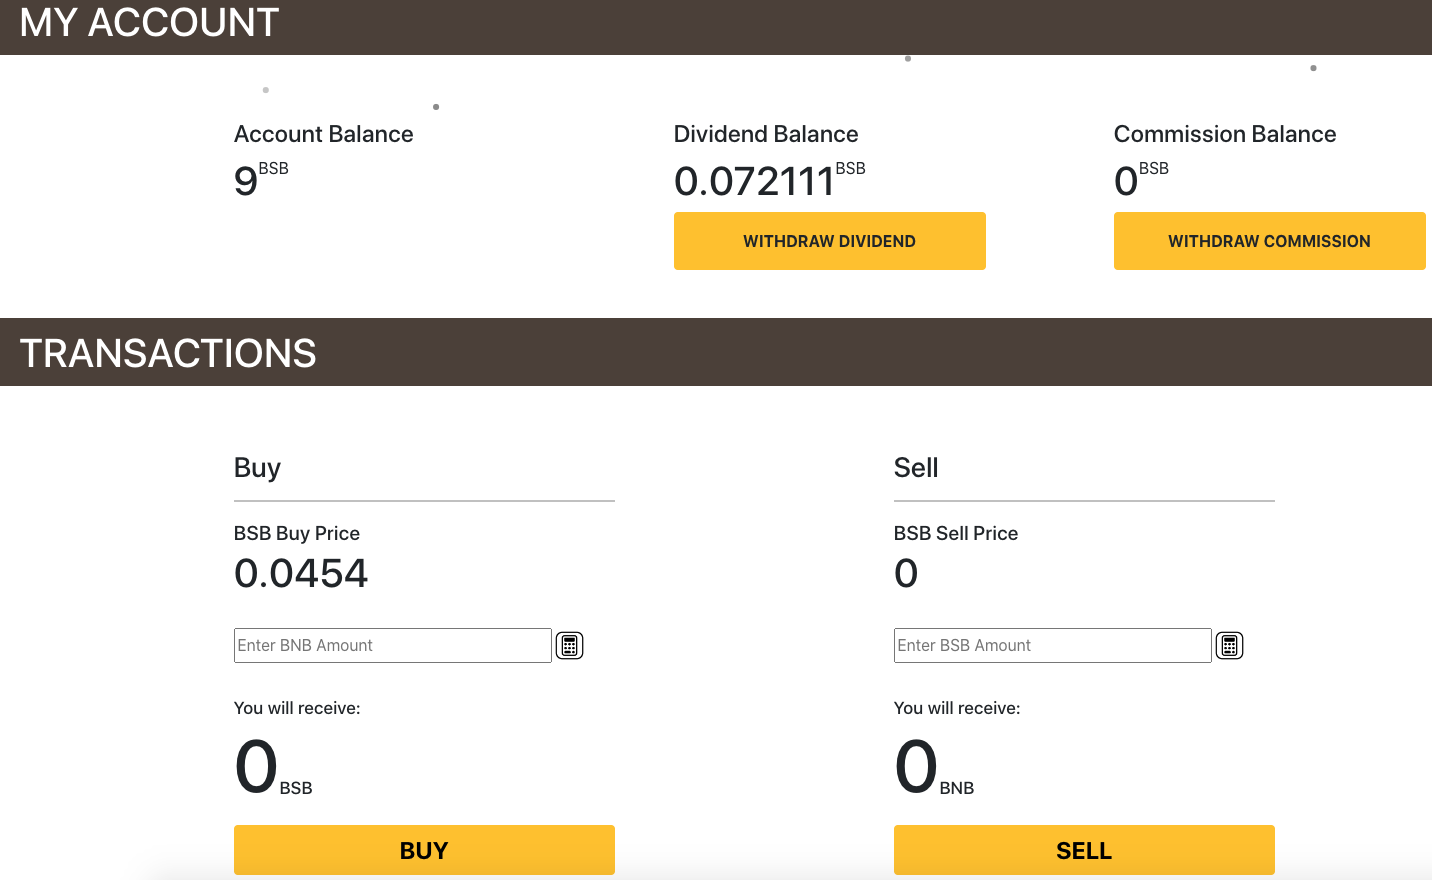 MY ACCOUNT
Account Balance
9 BSB
Dividend Balance
0.072111 BSB
WITHDRAW DIVIDEND
Commission Balance
0 BSB
WITHDRAW COMMISSION
TRANSACTIONS
Buy
BSB Buy Price
0.0454
Enter BNB Amount
You will receive:
0 BSB
BUY
Sell
BSB Sell Price
0
Enter BSB Amount
You will receive:
0 BNB
SELL